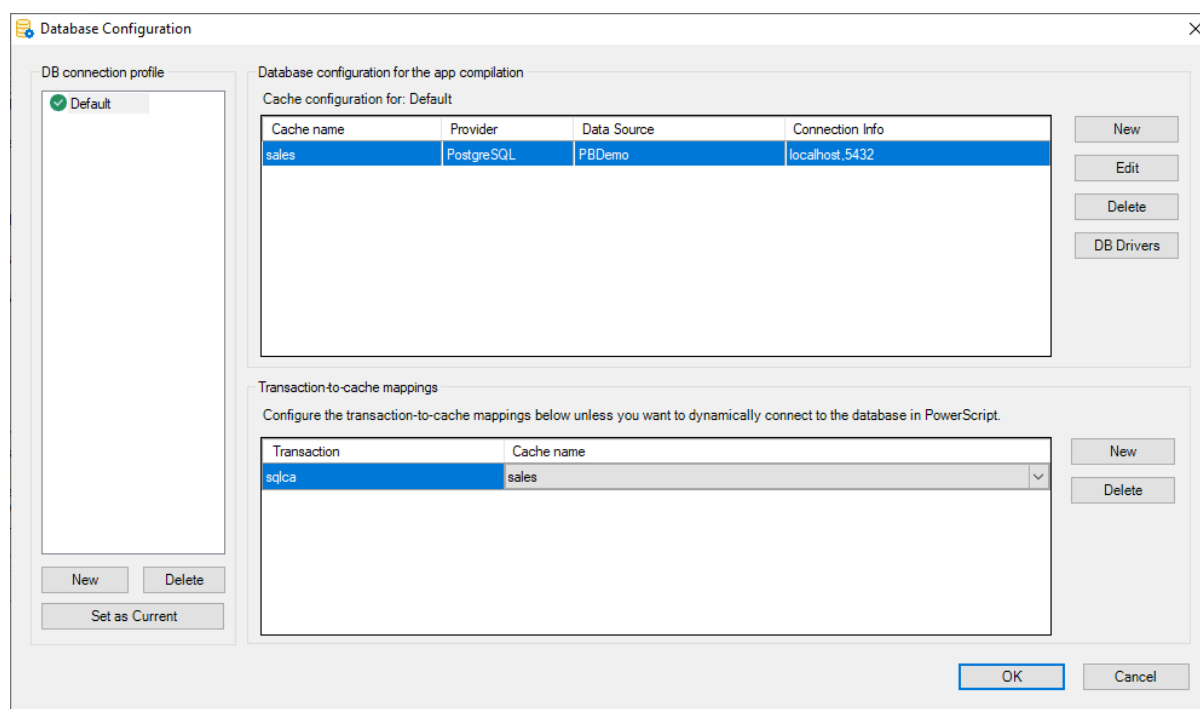 Database Configuration
DB connection profile
Default
New Delete
Set as Current
Database configuration for the app compilation
Cache configuration for: Default
Cache name Provider Data Source Connection Info
sales PostgreSQL PBDemo localhost,5432
New
Edit
Delete
DB Drivers
Transaction-to-cache mappings
Configure the transaction-to-cache mappings below unless you want to dynamically connect to the database in PowerScript.
Transaction Cache name
sqlca sales
New
Delete
OK Cancel